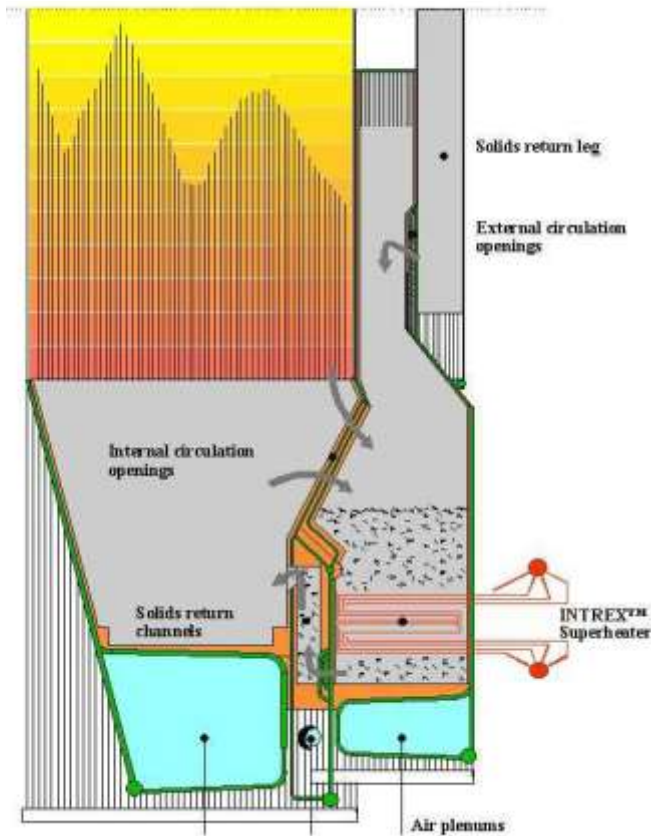 Solids return leg
External circulation
openings
Internal circulation
openings
Solids return
channels
INTREX™
Superheater
Air plenums